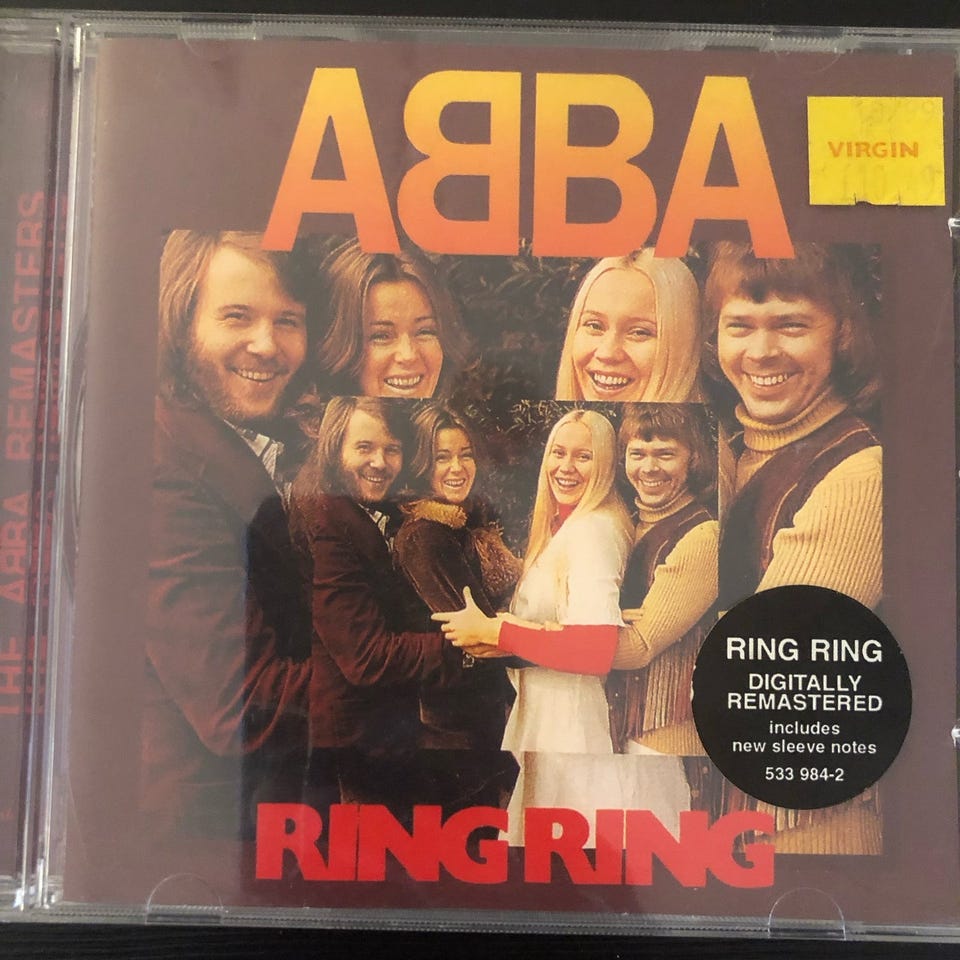 ABBA
VIRGIN
THE ABBA REMASTERS
RING RING
DIGITALLY
REMASTERED
includes
new sleeve notes
533 984-2
RING RING